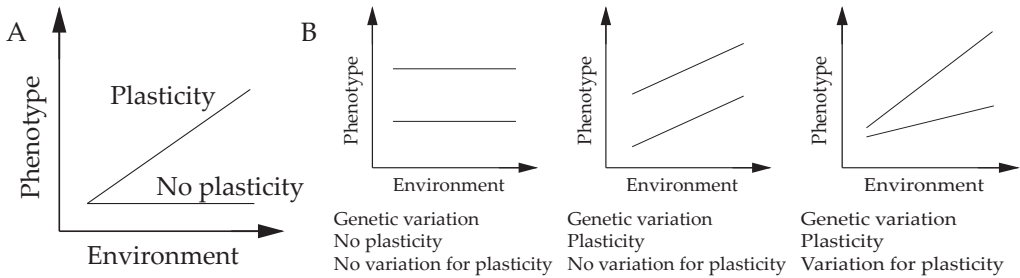 A
Phenotype
Plasticity
No plasticity
Environment
B
Phenotype
Environment
Genetic variation
No plasticity
No variation for plasticity
Phenotype
Environment
Genetic variation
Plasticity
No variation for plasticity
Phenotype
Environment
Genetic variation
Plasticity
Variation for plasticity